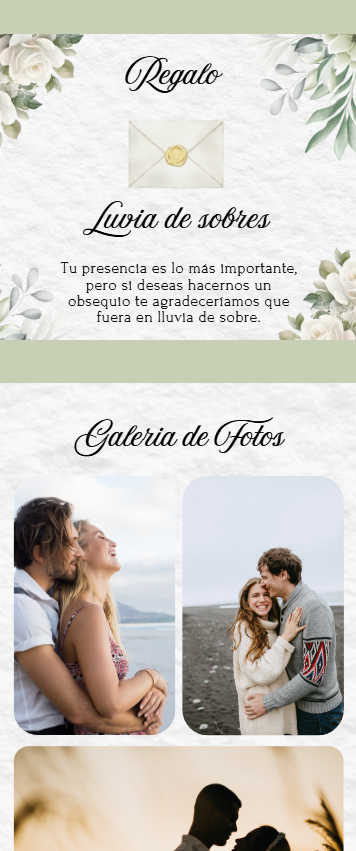 Regalo
Lluvia de sobres
Tu presencia es lo más importante,
pero si deseas hacernos un
obsequio te agradeceríamos que
fuera en lluvia de sobre.
Galeria de Fotos